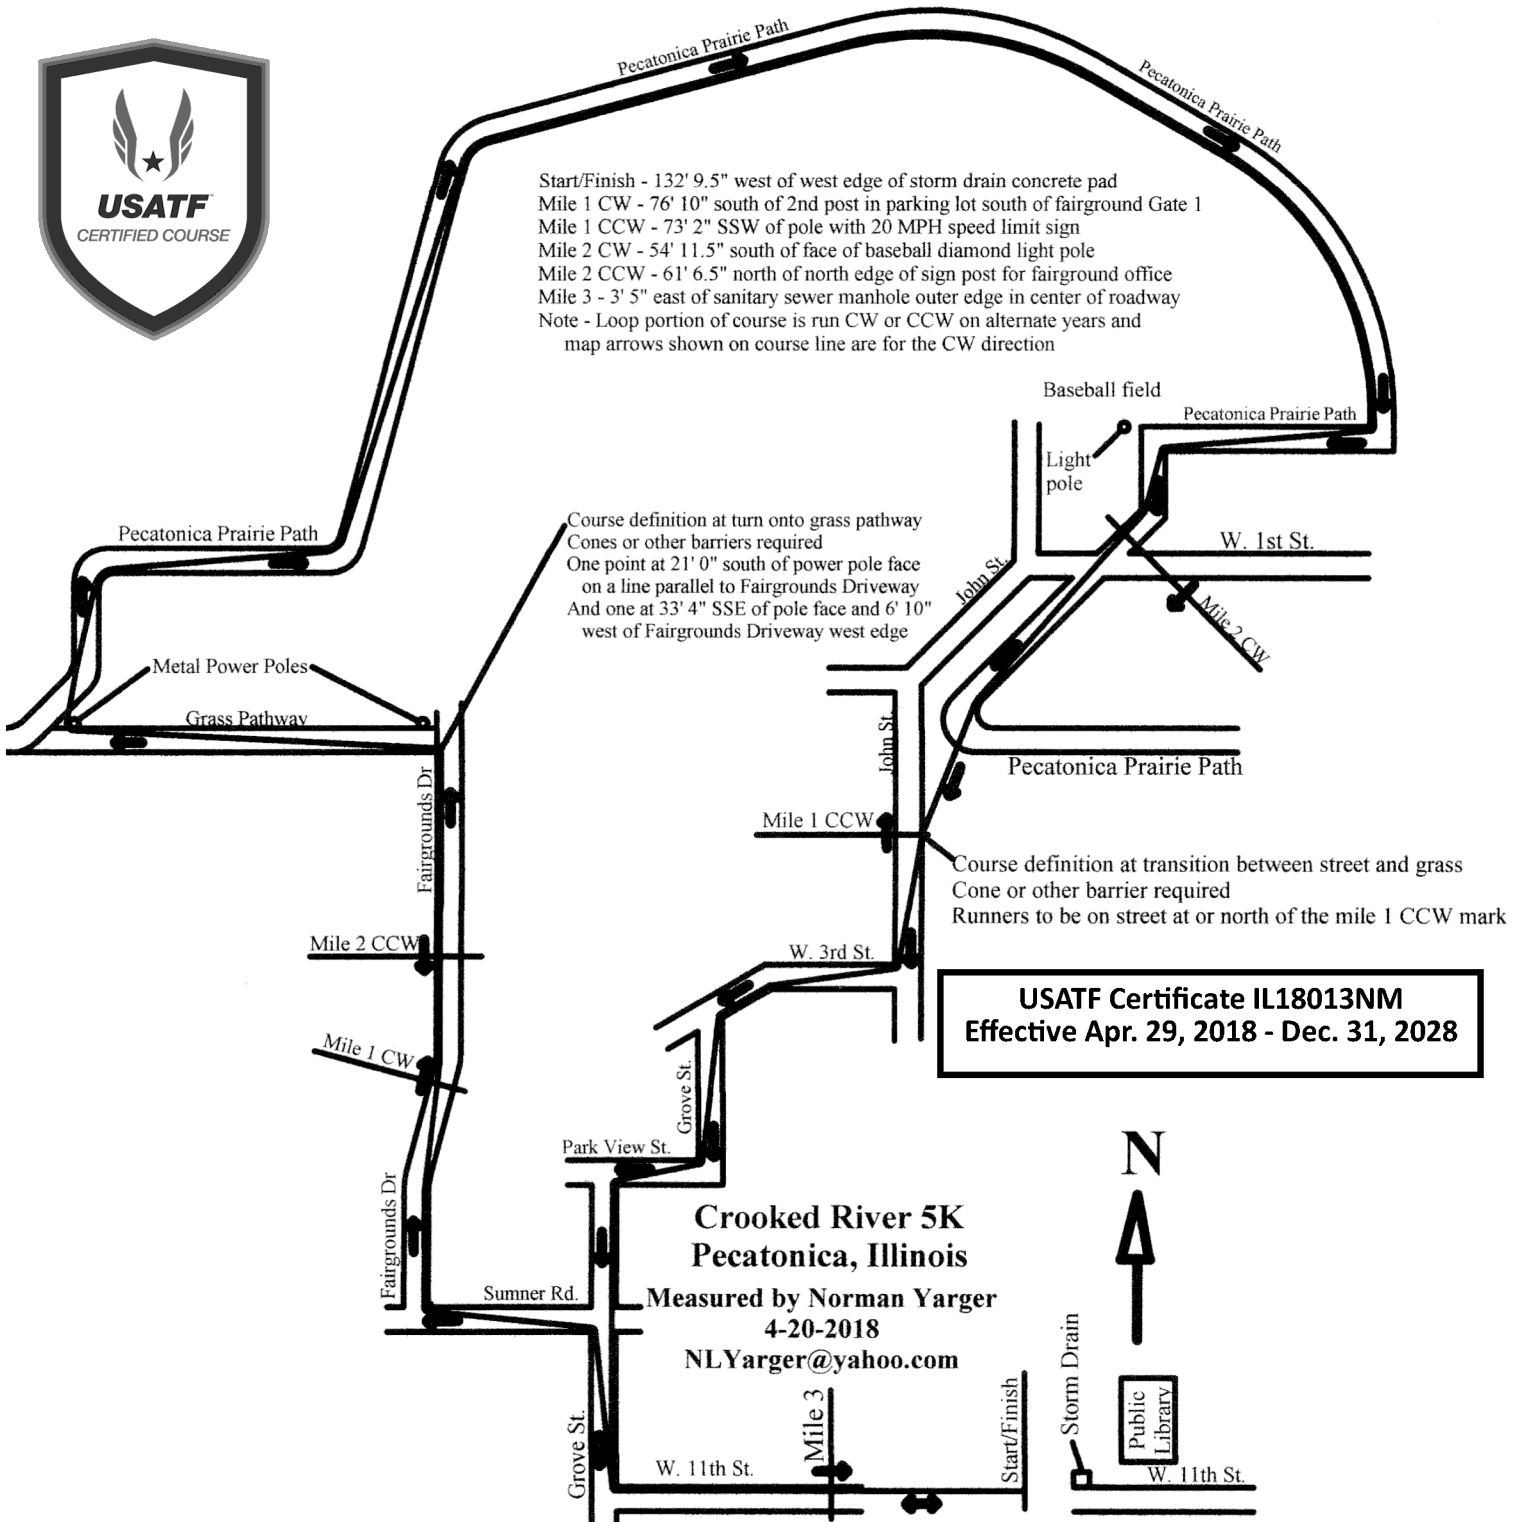 Pecatonica Prairie Path
Pecatonica Prairie Path
USATF
CERTIFIED COURSE
Start/Finish - 132' 9.5" west of west edge of storm drain concrete pad
Mile 1 CW - 76' 10" south of 2nd post in parking lot south of fairground Gate 1
Mile 1 CCW - 73' 2" SSW of pole with 20 MPH speed limit sign
Mile 2 CW - 54' 11.5" south of face of baseball diamond light pole
Mile 2 CCW - 61' 6.5" north of north edge of sign post for fairground office
Mile 3 - 3' 5" east of sanitary sewer manhole outer edge in center of roadway
Note - Loop portion of course is run CW or CCW on alternate years and
map arrows shown on course line are for the CW direction
Baseball field
Pecatonica Prairie Path
Light
pole
Pecatonica Prairie Path
Course definition at turn onto grass pathway
Cones or other barriers required
One point at 21' 0" south of power pole face
on a line parallel to Fairgrounds Driveway
And one at 33' 4" SSE of pole face and 6' 10"
west of Fairgrounds Driveway west edge
W. 1st St.
John St.
Mile 2 CW
Metal Power Poles
Grass Pathway
John St.
Pecatonica Prairie Path
Fairgrounds Dr
Mile 1 CCW
Course definition at transition between street and grass
Cone or other barrier required
Runners to be on street at or north of the mile 1 CCW mark
Mile 2 CCW
W. 3rd St.
USATF Certificate IL18013NM
Effective Apr. 29, 2018 - Dec. 31, 2028
Mile 1 CW
Grove St.
Park View St.
N
Fairgrounds Dr
Crooked River 5K
Pecatonica, Illinois
Sumner Rd.
Measured by Norman Yarger
4-20-2018
NLYarger@yahoo.com
Grove St.
W. 11th St.
Mile 3
Start/Finish
Storm Drain
Public
Library
W. 11th St.